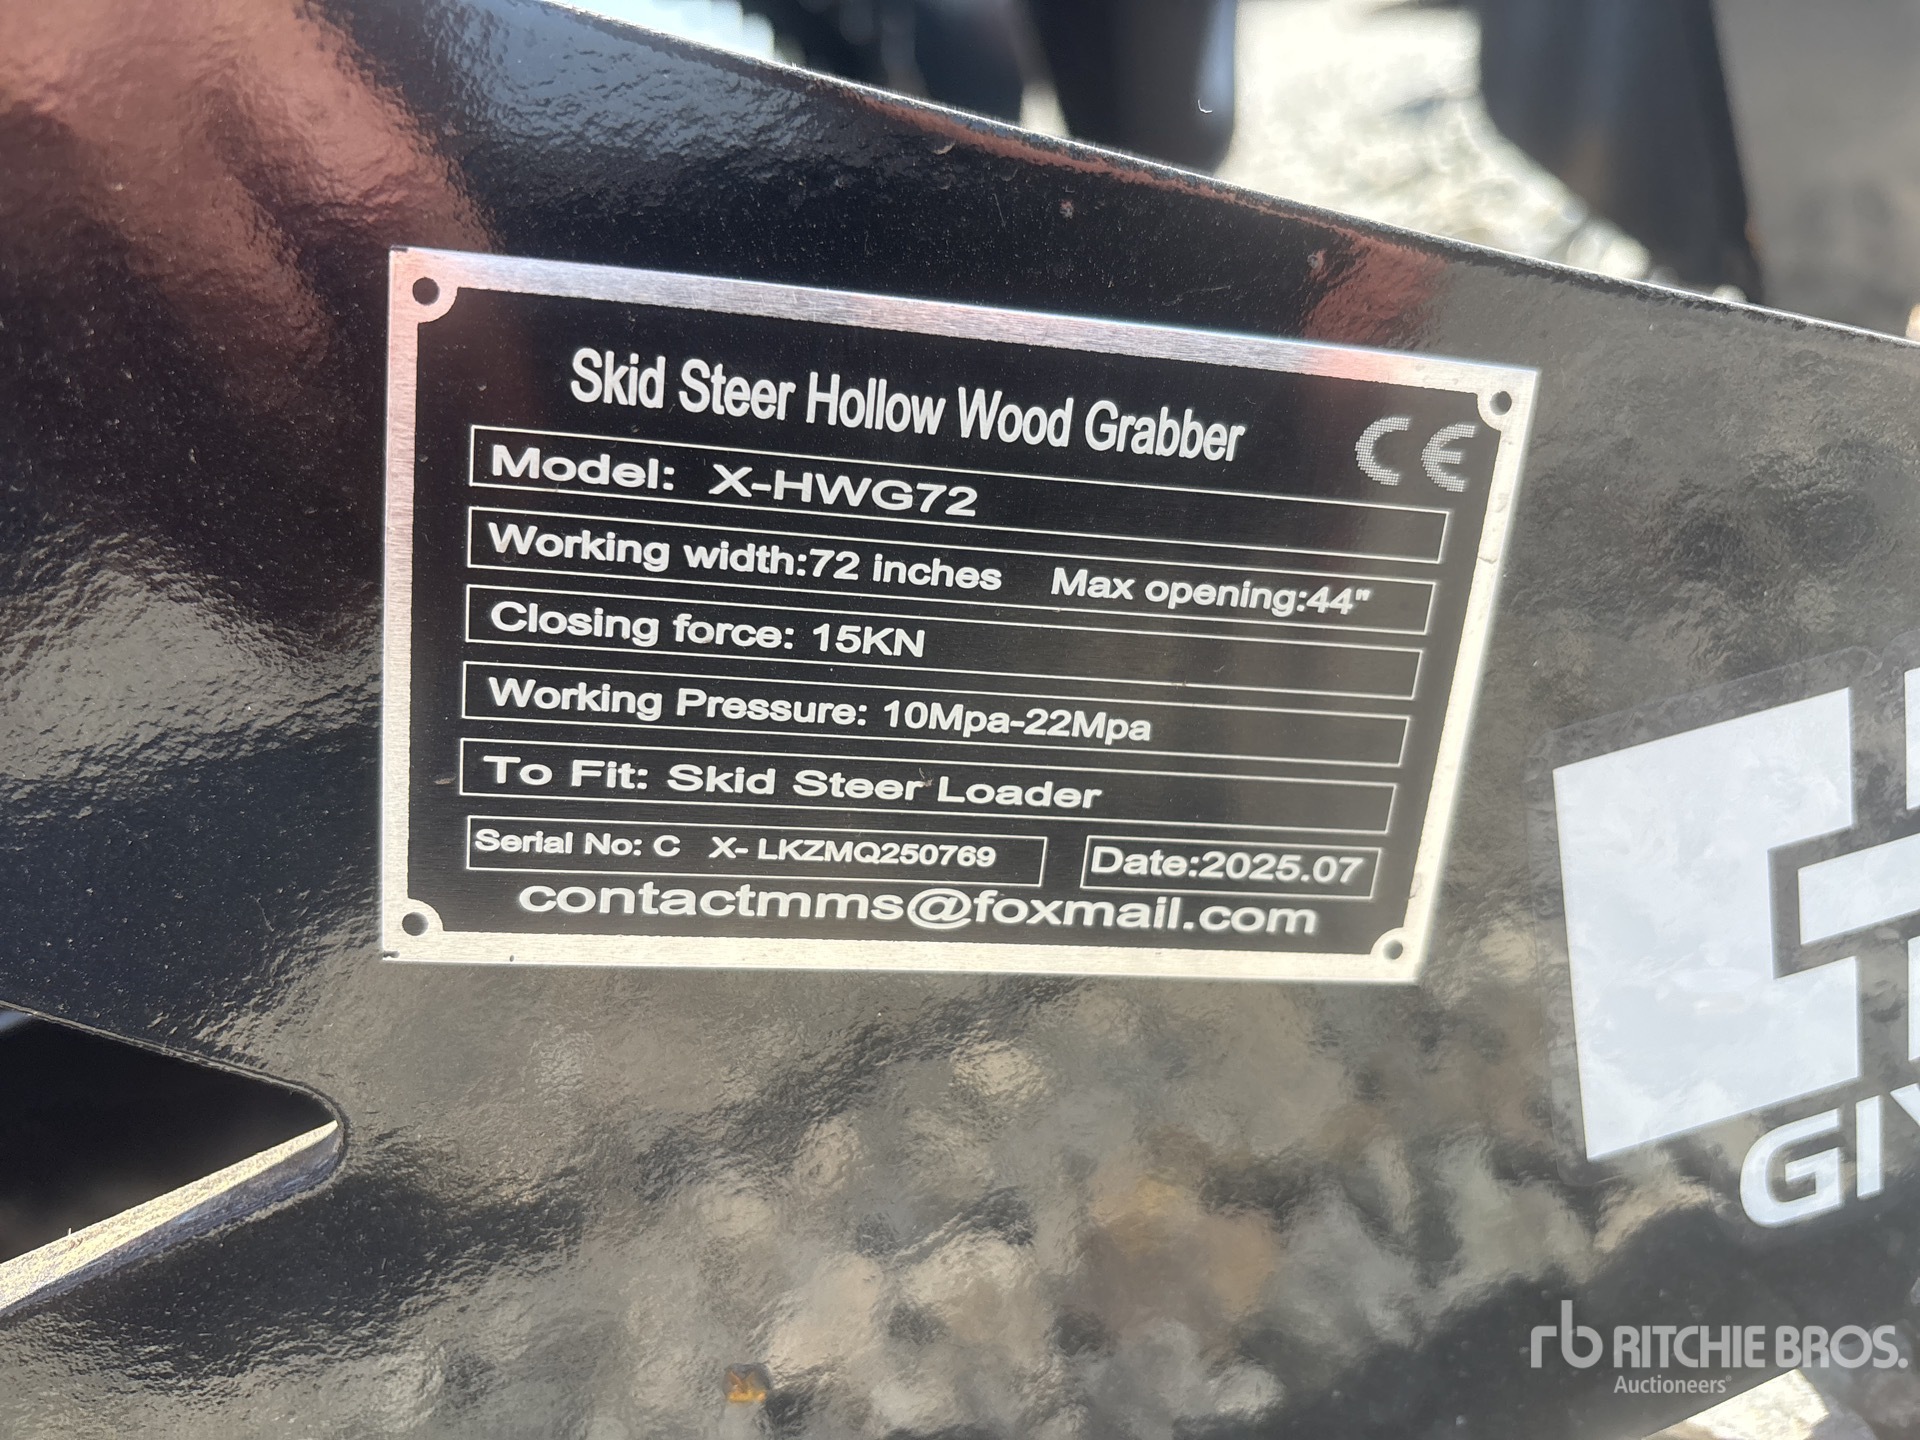 Skid Steer Hollow Wood Grabber
CE
Model: X-HWG72
Working width:72 inches Max opening:44"
Closing force: 15KN
Working Pressure: 10Mpa-22Mpa
To Fit: Skid Steer Loader
Serial No: C X- LKZMQ250769 Date:2025.07
contactmms@foxmail.com
rb RITCHIE BROS.
Auctioneers